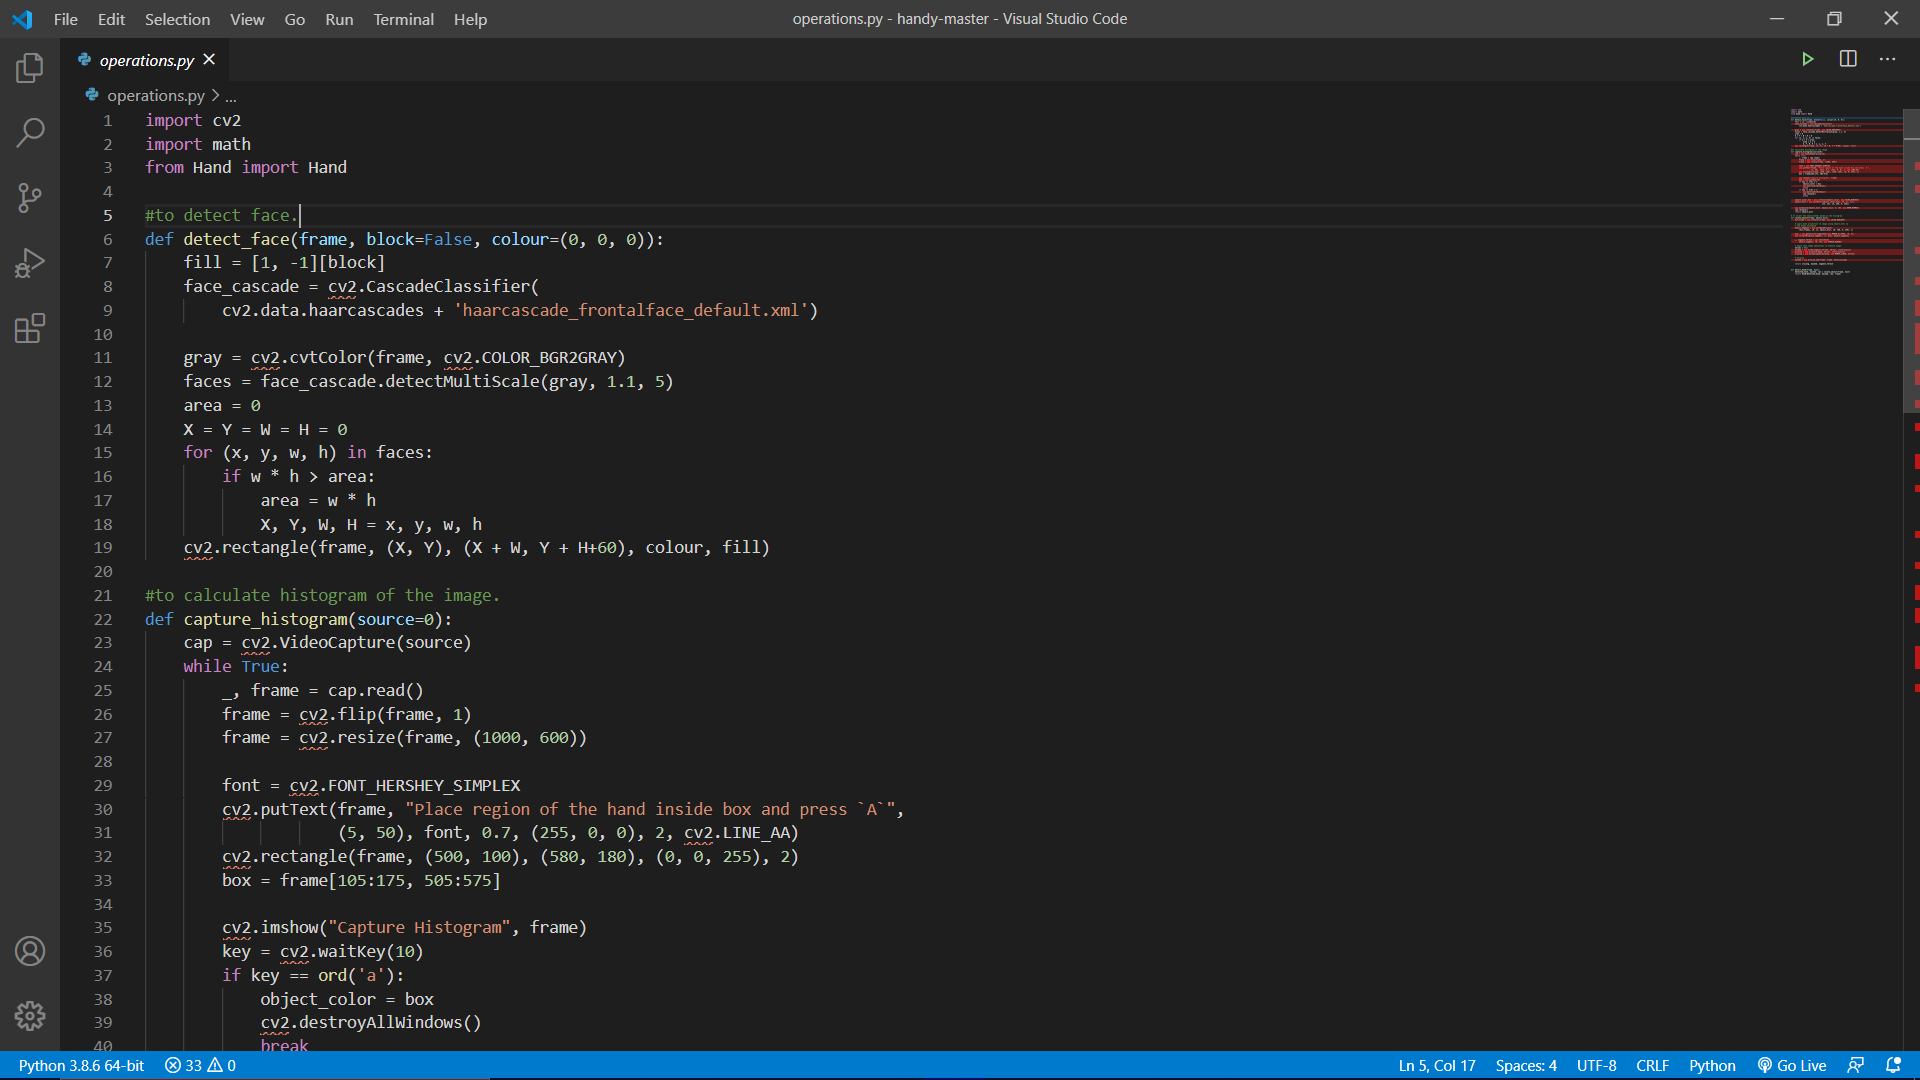 File Edit Selection View Go Run Terminal Help operations.py - handy-master - Visual Studio Code
operations.py
operations.py > ...
1 import cv2
2 import math
3 from Hand import Hand
4
5 #to detect face.
6 def detect_face(frame, block=False, colour=(0, 0, 0)):
7 fill = [1, -1][block]
8 face_cascade = cv2.CascadeClassifier(
9 cv2.data.haarcascades + 'haarcascade_frontalface_default.xml')
10
11 gray = cv2.cvtColor(frame, cv2.COLOR_BGR2GRAY)
12 faces = face_cascade.detectMultiScale(gray, 1.1, 5)
13 area = 0
14 X = Y = W = H = 0
15 for (x, y, w, h) in faces:
16 if w * h > area:
17 area = w * h
18 X, Y, W, H = x, y, w, h
19 cv2.rectangle(frame, (X, Y), (X + W, Y + H+60), colour, fill)
20
21 #to calculate histogram of the image.
22 def capture_histogram(source=0):
23 cap = cv2.VideoCapture(source)
24 while True:
25 _, frame = cap.read()
26 frame = cv2.flip(frame, 1)
27 frame = cv2.resize(frame, (1000, 600))
28
29 font = cv2.FONT_HERSHEY_SIMPLEX
30 cv2.putText(frame, "Place region of the hand inside box and press `A`",
31 (5, 50), font, 0.7, (255, 0, 0), 2, cv2.LINE_AA)
32 cv2.rectangle(frame, (500, 100), (580, 180), (0, 0, 255), 2)
33 box = frame[105:175, 505:575]
34
35 cv2.imshow("Capture Histogram", frame)
36 key = cv2.waitKey(10)
37 if key == ord('a'):
38 object_color = box
39 cv2.destroyAllWindows()
40 break
Python 3.8.6 64-bit 33 0 Ln 5, Col 17 Spaces: 4 UTF-8 CRLF Python Go Live